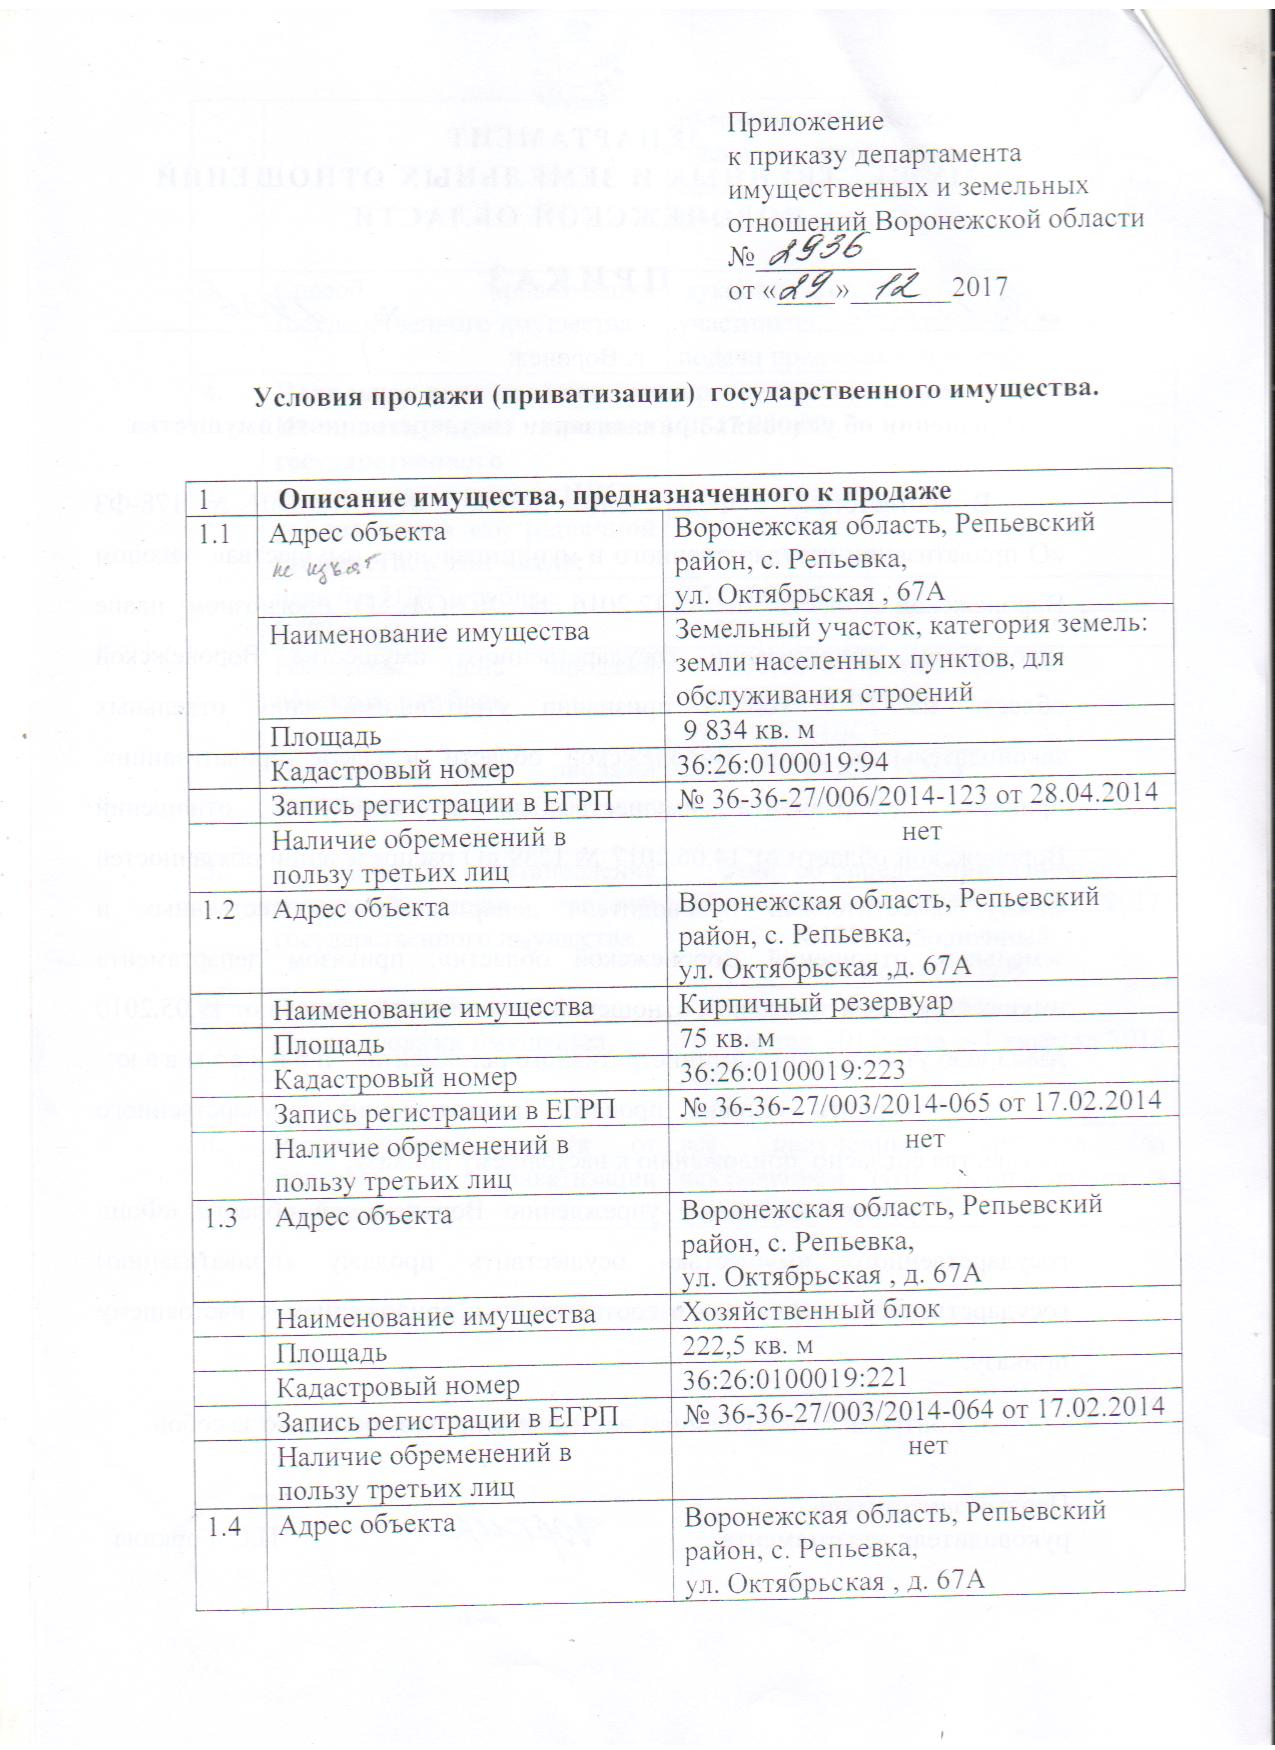 Приложение
к приказу департамента
имущественных и земельных
отношений Воронежской области
№ 2936
от «29» 12 2017
Условия продажи (приватизации) государственного имущества.
1 Описание имущества, предназначенного к продаже
1.1 Адрес объекта Воронежская область, Репьевский
не изъят район, с. Репьевка,
ул. Октябрьская , 67А
Наименование имущества Земельный участок, категория земель:
земли населенных пунктов, для
обслуживания строений
Площадь 9 834 кв. м
Кадастровый номер 36:26:0100019:94
Запись регистрации в ЕГРП № 36-36-27/006/2014-123 от 28.04.2014
Наличие обременений в нет
пользу третьих лиц
1.2 Адрес объекта Воронежская область, Репьевский
район, с. Репьевка,
ул. Октябрьская ,д. 67А
Наименование имущества Кирпичный резервуар
Площадь 75 кв. м
Кадастровый номер 36:26:0100019:223
Запись регистрации в ЕГРП № 36-36-27/003/2014-065 от 17.02.2014
Наличие обременений в нет
пользу третьих лиц
1.3 Адрес объекта Воронежская область, Репьевский
район, с. Репьевка,
ул. Октябрьская , д. 67А
Наименование имущества Хозяйственный блок
Площадь 222,5 кв. м
Кадастровый номер 36:26:0100019:221
Запись регистрации в ЕГРП № 36-36-27/003/2014-064 от 17.02.2014
Наличие обременений в нет
пользу третьих лиц
1.4 Адрес объекта Воронежская область, Репьевский
район, с. Репьевка,
ул. Октябрьская , д. 67А